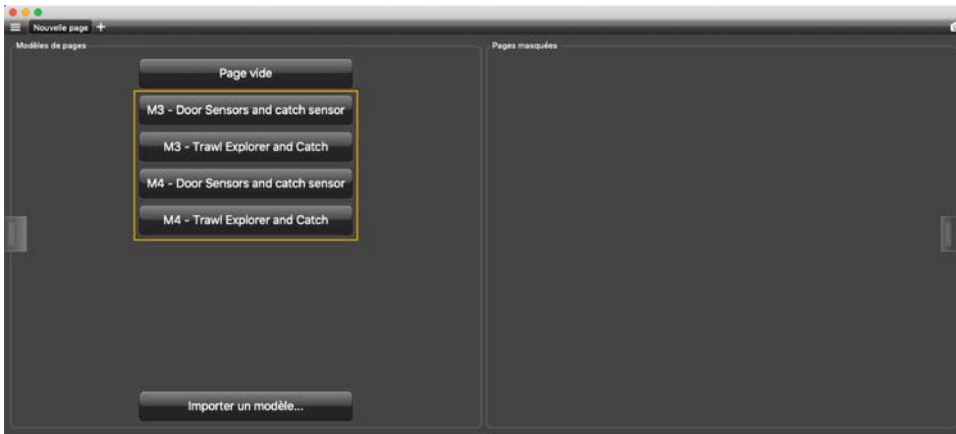 Nouvelle page +
Modèles de pages
Pages masquées
Page vide
M3 - Door Sensors and catch sensor
M3 - Trawl Explorer and Catch
M4 - Door Sensors and catch sensor
M4 - Trawl Explorer and Catch
Importer un modèle...